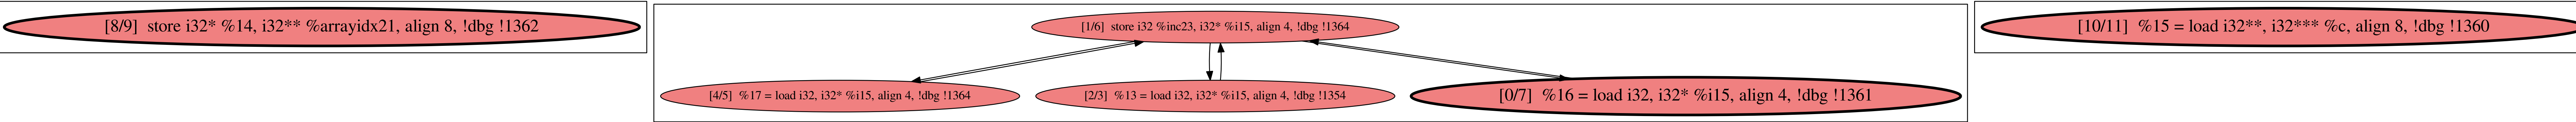 [8/9] store i32* %14, i32** %arrayidx21, align 8, !dbg !1362
[1/6] store i32 %inc23, i32* %i15, align 4, !dbg !1364
[4/5] %17 = load i32, i32* %i15, align 4, !dbg !1364
[2/3] %13 = load i32, i32* %i15, align 4, !dbg !1354
[0/7] %16 = load i32, i32* %i15, align 4, !dbg !1361
[10/11] %15 = load i32**, i32*** %c, align 8, !dbg !1360